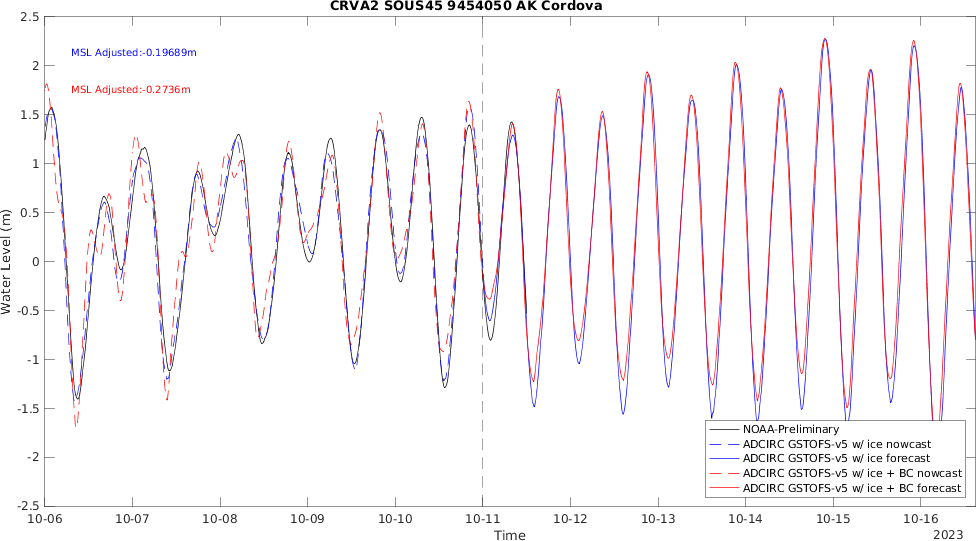 CRVA2 SOUS45 9454050 AK Cordova
2.5
2
1.5
1
0.5
0
-0.5
-1
-1.5
-2
-2.5
Water Level (m)
MSL Adjusted:-0.19689m
MSL Adjusted:-0.2736m
NOAA-Preliminary
ADCIRC GSTOFS-v5 w/ ice nowcast
ADCIRC GSTOFS-v5 w/ ice forecast
ADCIRC GSTOFS-v5 w/ ice + BC nowcast
ADCIRC GSTOFS-v5 w/ ice + BC forecast
10-06 10-07 10-08 10-09 10-10 10-11 10-12 10-13 10-14 10-15 10-16
Time
2023